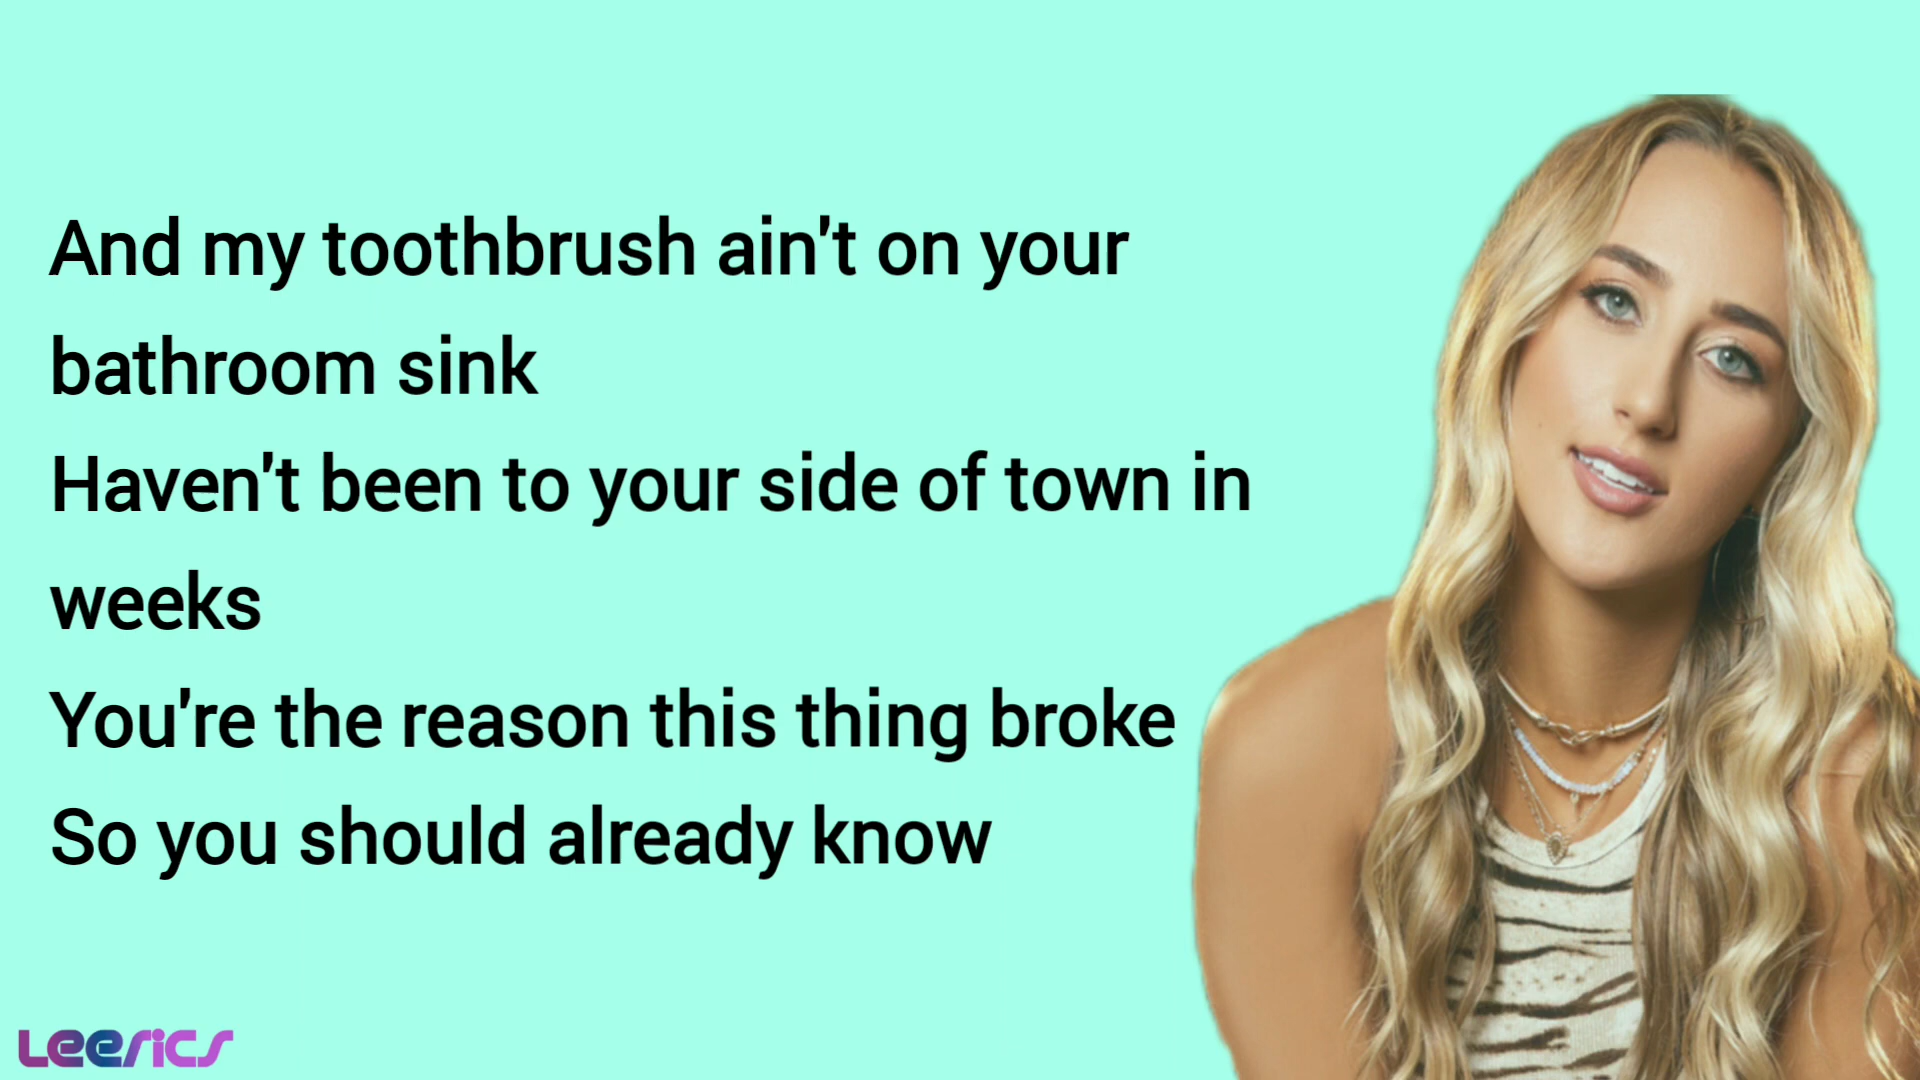 And my toothbrush ain't on your
bathroom sink
Haven't been to your side of town in
weeks
You're the reason this thing broke
So you should already know
Leerics